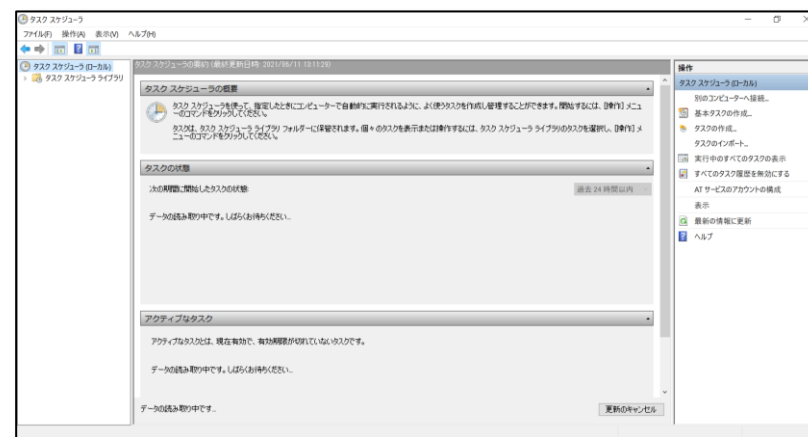 タスク スケジューラ
ファイル(F) 操作(A) 表示(V) ヘルプ(H)
タスク スケジューラ (ローカル)
タスク スケジューラ ライブラリ
タスク スケジューラの要約 (最終更新日時: 2021/06/11 13:11:29)
タスク スケジューラの概要
タスク スケジューラを使って、指定したときにコンピューターで自動的に実行されるように、よく使うタスクを作成し管理することができます。開始するには、[操作] メニ
ューのコマンドをクリックしてください。
タスクは、タスク スケジューラ ライブラリ フォルダーに保管されます。個々のタスクを表示または操作するには、タスク スケジューラ ライブラリのタスクを選択し、[操作] メ
ニューのコマンドをクリックしてください。
タスクの状態
次の期間に開始したタスクの状態:
過去 24 時間以内
データの読み取り中です。しばらくお待ちください...
アクティブなタスク
アクティブなタスクとは、現在有効で、有効期限が切れていないタスクです。
データの読み取り中です。しばらくお待ちください...
データの読み取り中です...
更新のキャンセル
操作
タスク スケジューラ (ローカル)
別のコンピューターへ接続...
基本タスクの作成...
タスクの作成...
タスクのインポート...
実行中のすべてのタスクの表示
すべてのタスク履歴を無効にする
AT サービスのアカウントの構成
表示
最新の情報に更新
ヘルプ